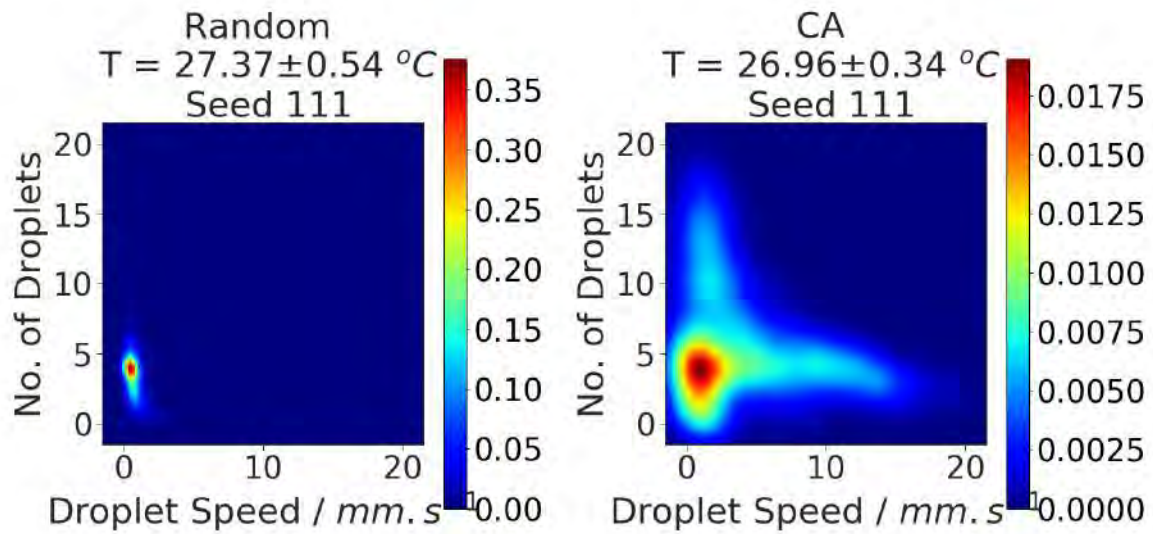 Random
T = 27.37±0.54 °C
Seed 111
No. of Droplets
20
15
10
5
0
0 10 20
Droplet Speed / mm.s⁻¹
0.35
0.30
0.25
0.20
0.15
0.10
0.05
0.00
CA
T = 26.96±0.34 °C
Seed 111
No. of Droplets
20
15
10
5
0
0 10 20
Droplet Speed / mm.s⁻¹
0.0175
0.0150
0.0125
0.0100
0.0075
0.0050
0.0025
0.0000